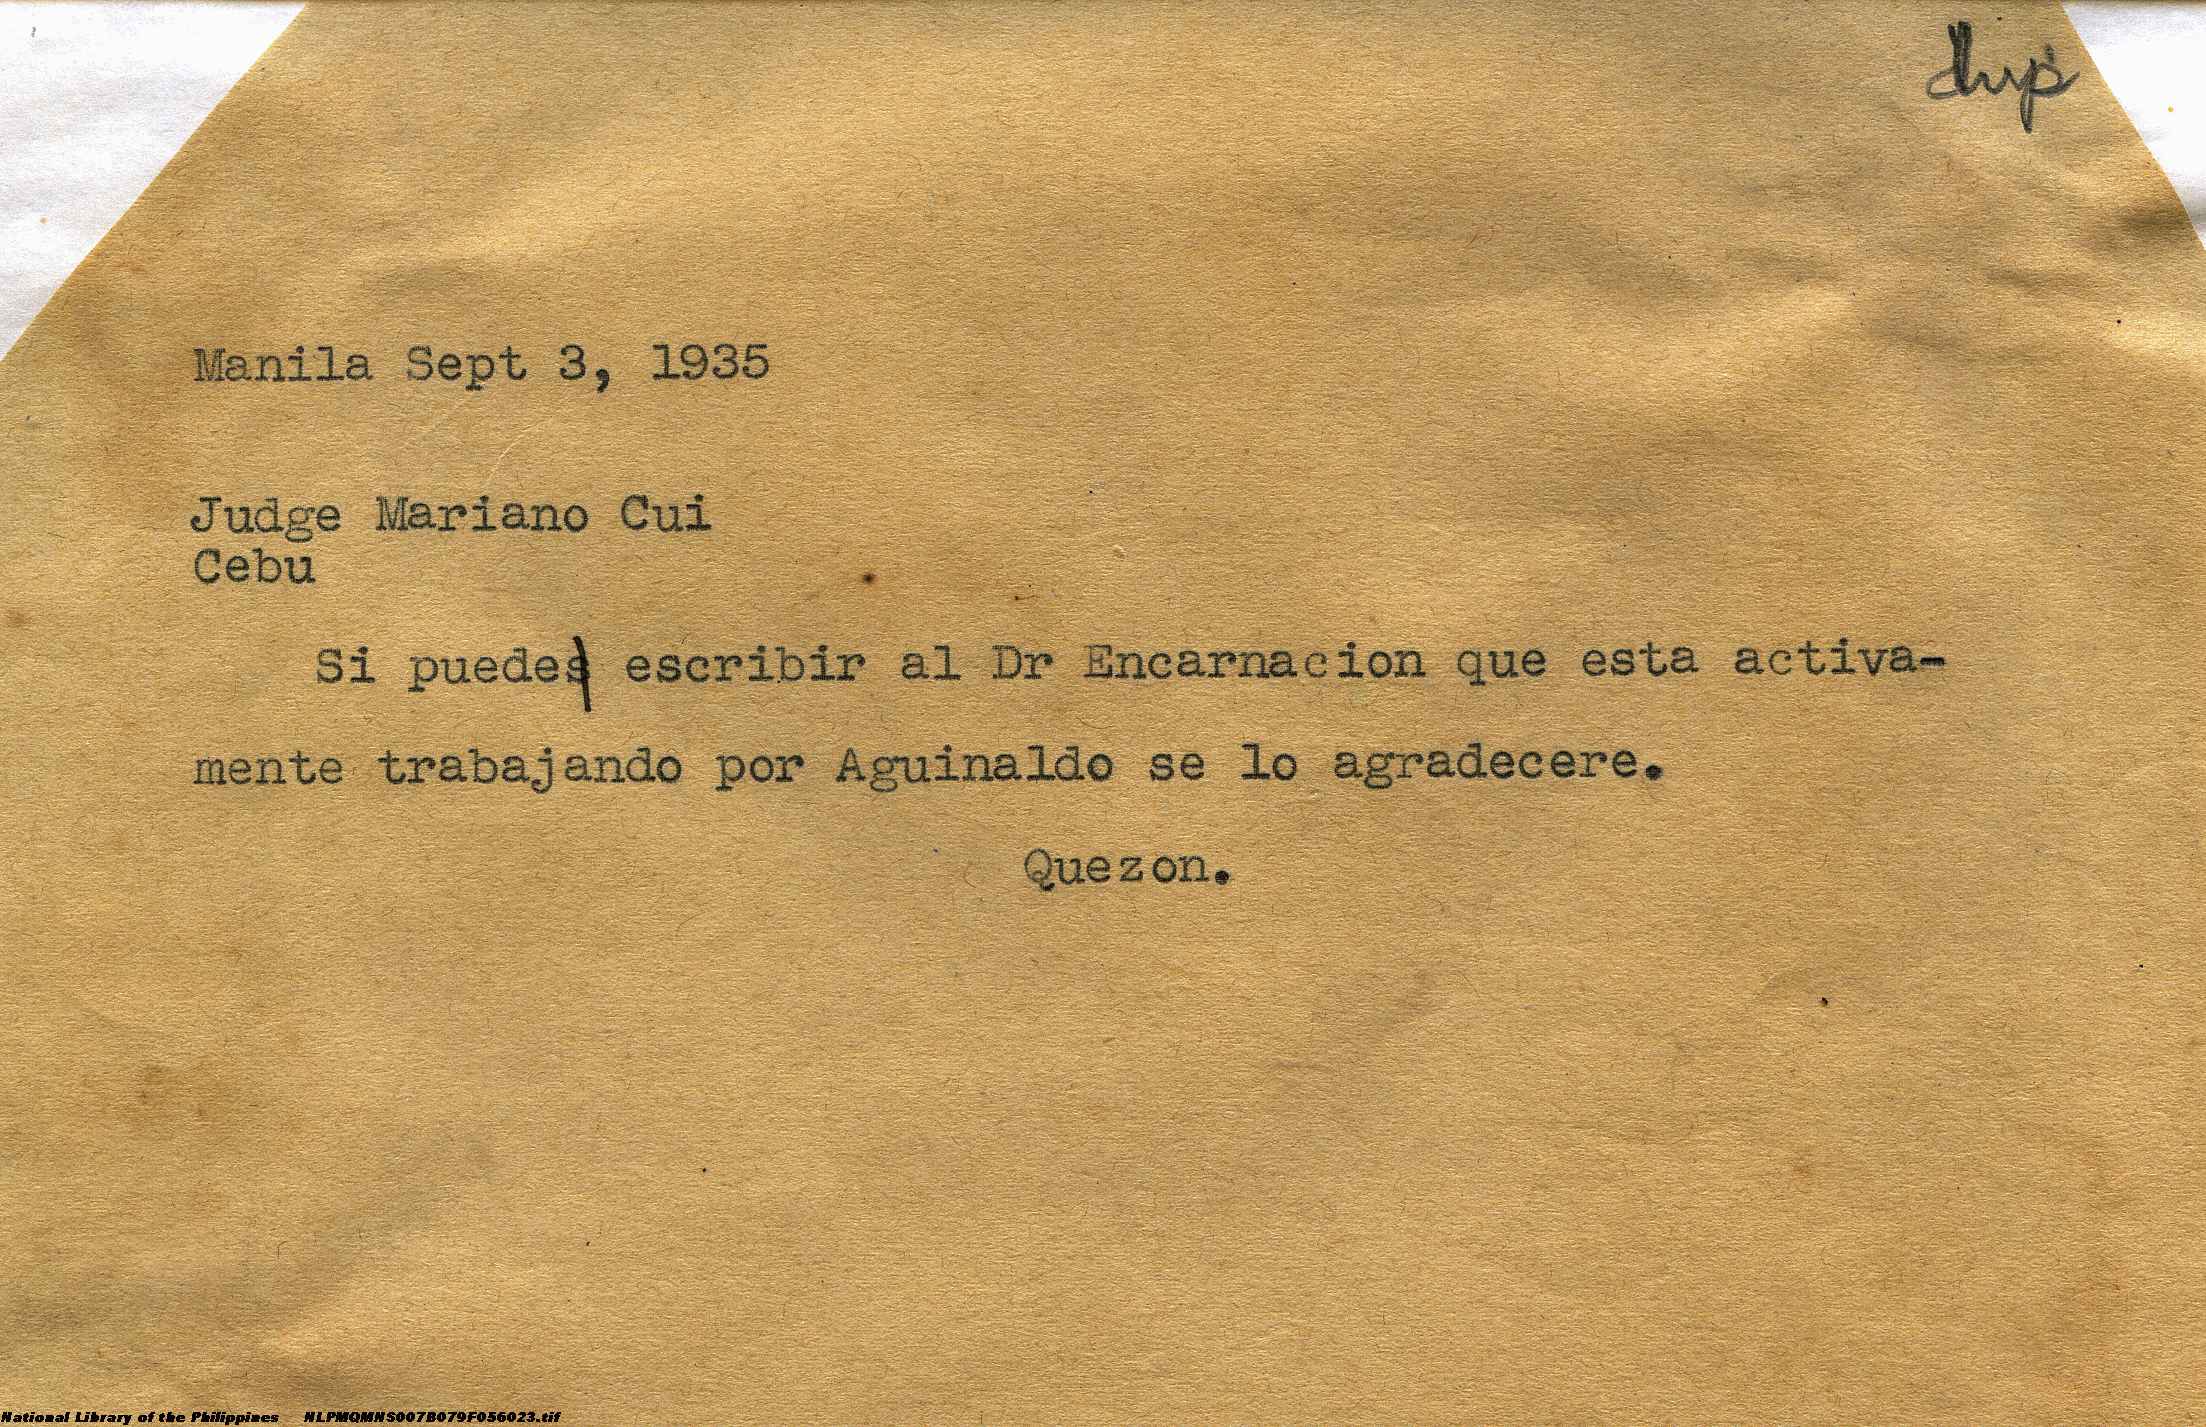 Manila Sept 3, 1935
Judge Mariano Cui
Cebu
Si puede escribir al Dr Encarnacion que esta activa-
mente trabajando por Aguinaldo se lo agradecere.
Quezon.
National Library of the Philippines NLPMQMNS007B079F056023.tif